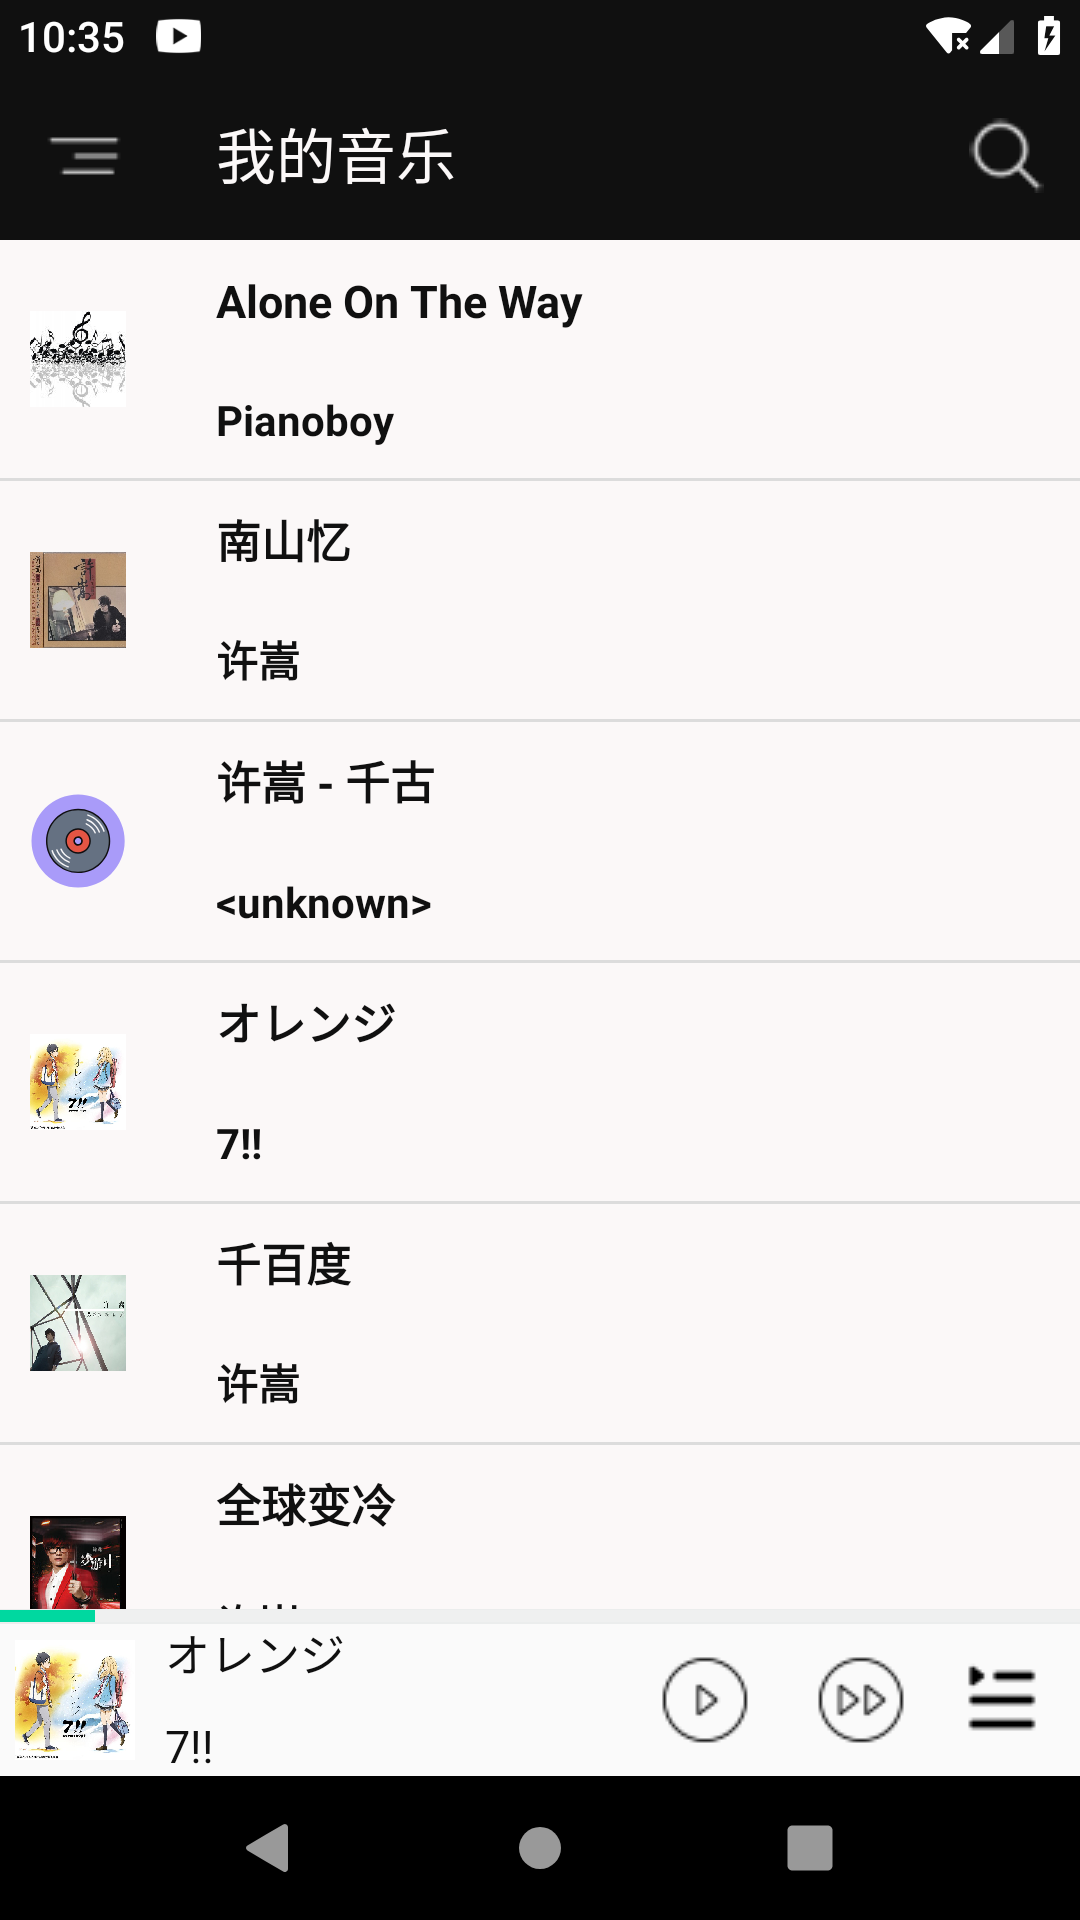 10:35
我的音乐
Alone On The Way
Pianoboy
南山忆
许嵩
许嵩 - 千古
<unknown>
オレンジ
7!!
千百度
许嵩
全球变冷
オレンジ
7!!